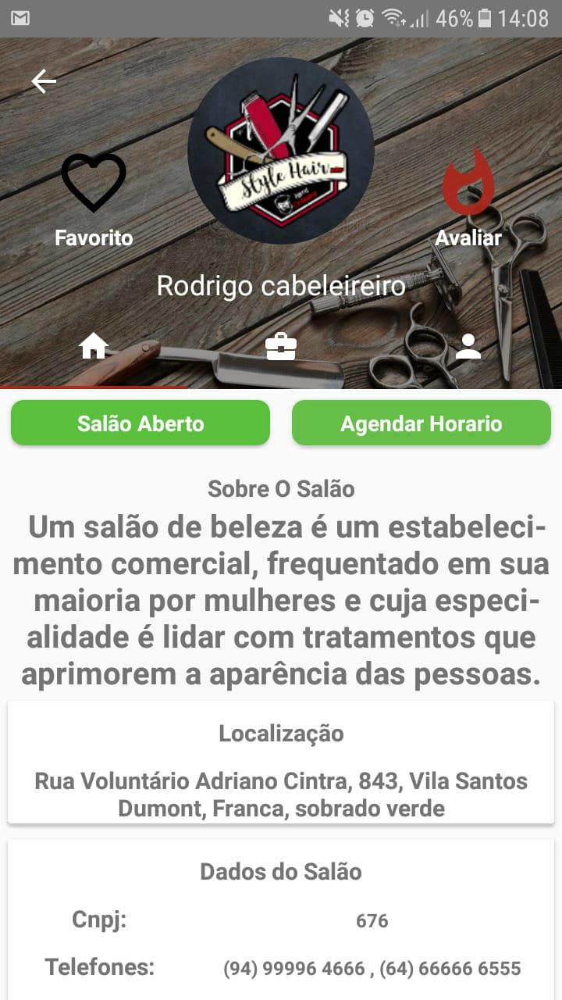 46% 14:08
Style Hair
Favorito
Avaliar
Rodrigo cabeleireiro
Salão Aberto
Agendar Horario
Sobre O Salão
Um salão de beleza é um estabeleci-
mento comercial, frequentado em sua
maioria por mulheres e cuja especi-
alidade é lidar com tratamentos que
aprimorem a aparência das pessoas.
Localização
Rua Voluntário Adriano Cintra, 843, Vila Santos
Dumont, Franca, sobrado verde
Dados do Salão
Cnpj: 676
Telefones: (94) 99996 4666 , (64) 66666 6555